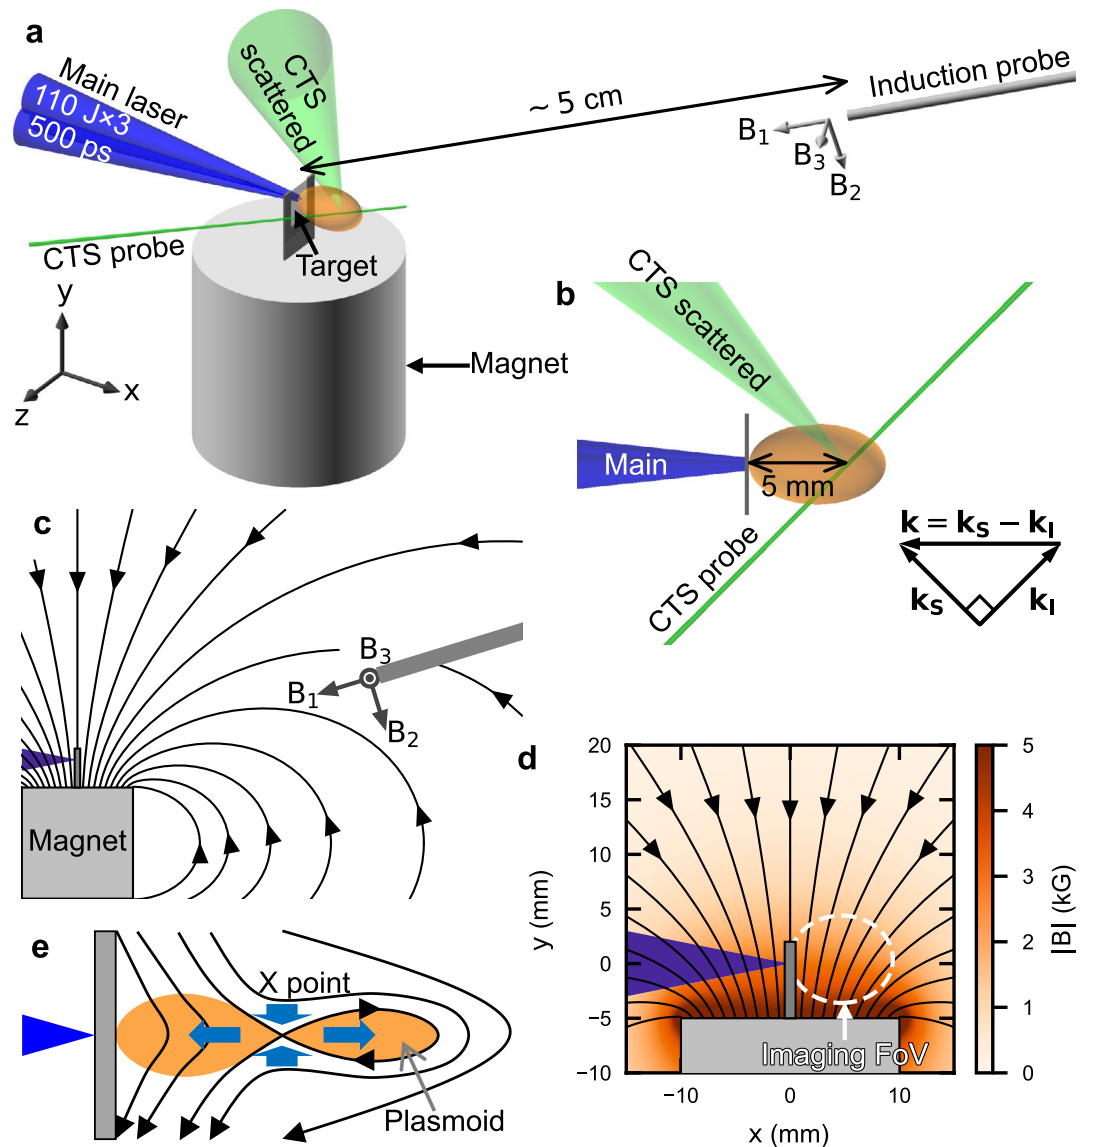 a
Main laser
110 J×3
500 ps
CTS
scattered
~ 5 cm
Induction probe
B1
B3
B2
CTS probe
Target
y
x
z
Magnet
b
CTS scattered
Main
5 mm
CTS probe
k = kS − kI
kS
kI
c
B3
B1
B2
Magnet
d
20
15
10
5
0
−5
−10
y (mm)
−10
0
10
x (mm)
Imaging FoV
5
4
3
2
1
0
|B| (kG)
e
X point
Plasmoid